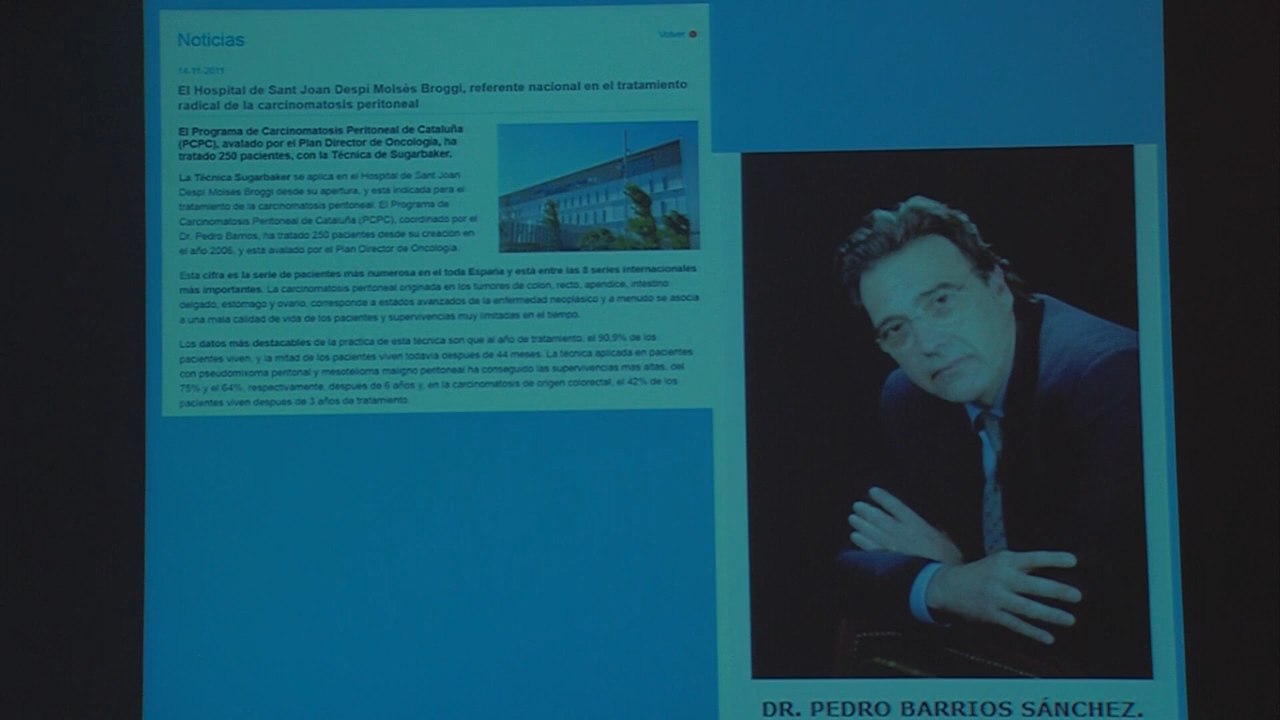 Noticias
Volver
14-11-2011
El Hospital de Sant Joan Despí Moisès Broggi, referente nacional en el tratamiento
radical de la carcinomatosis peritoneal
El Programa de Carcinomatosis Peritoneal de Cataluña
(PCPC), avalado por el Plan Director de Oncología, ha
tratado 250 pacientes, con la Técnica de Sugarbaker.
La Técnica Sugarbaker se aplica en el Hospital de Sant Joan
Despí Moisès Broggi desde su apertura, y está indicada para el
tratamiento de la carcinomatosis peritoneal. El Programa de
Carcinomatosis Peritoneal de Cataluña (PCPC), coordinado por el
Dr. Pedro Barrios, ha tratado 250 pacientes desde su creación en
el año 2006, y está avalado por el Plan Director de Oncología.
Esta cifra es la serie de pacientes más numerosa en el toda España y está entre las 8 series internacionales
más importantes. La carcinomatosis peritoneal originada en los tumores de colon, recto, apéndice, intestino
delgado, estómago y ovario, corresponde a estados avanzados de la enfermedad neoplásico y a menudo se asocia
a una mala calidad de vida de los pacientes y supervivencias muy limitadas en el tiempo.
Los datos más destacables de la práctica de esta técnica son que al año de tratamiento, el 90,9% de los
pacientes viven, y la mitad de los pacientes viven todavía después de 44 meses. La técnica aplicada en pacientes
con pseudomixoma peritonal y mesotelioma maligno peritoneal ha conseguido las supervivencias más altas, del
75% y el 64%, respectivamente, después de 6 años y, en la carcinomatosis de origen colorectal, el 42% de los
pacientes viven después de 3 años de tratamiento.
DR. PEDRO BARRIOS SÁNCHEZ.